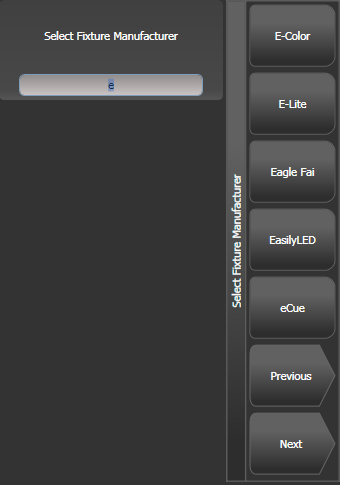 Select Fixture Manufacturer
e
Select Fixture Manufacturer
E-Color
E-Lite
Eagle Fai
EasilyLED
eCue
Previous
Next